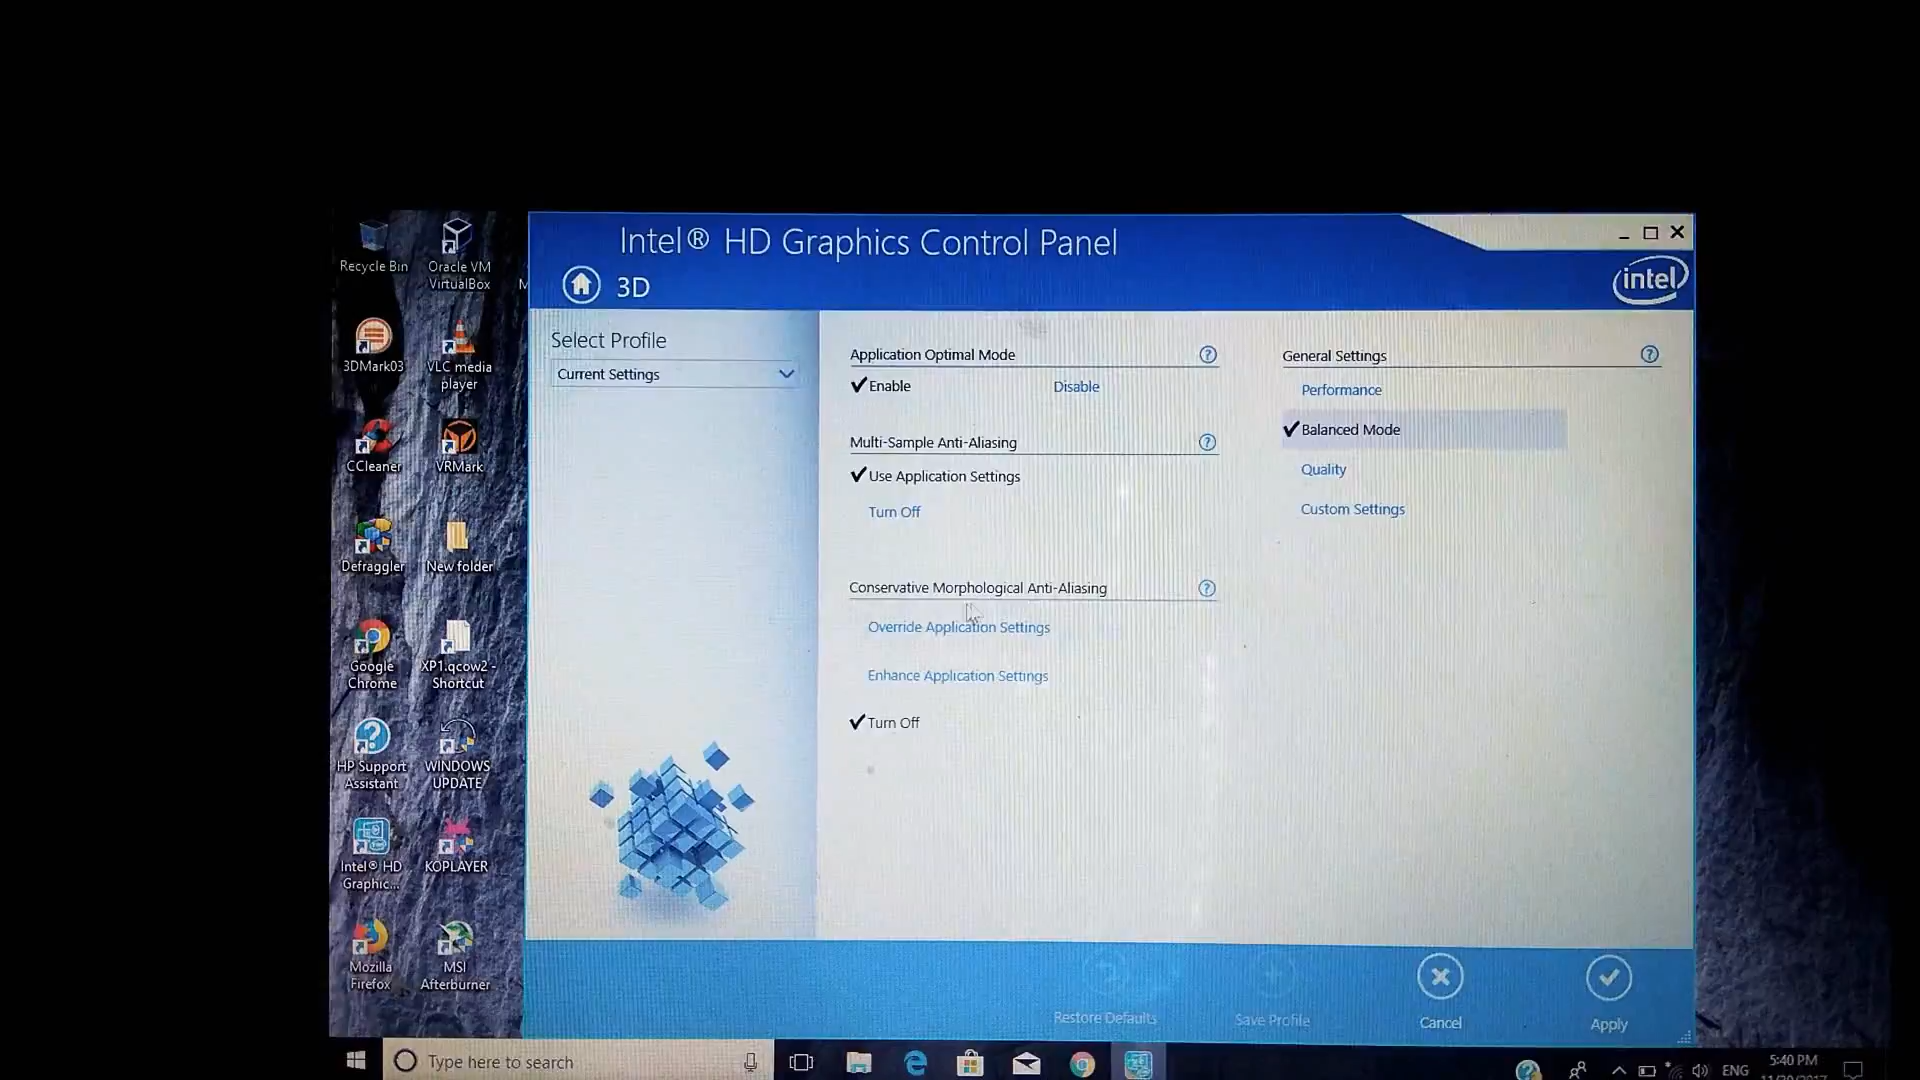 Intel® HD Graphics Control Panel
3D
intel
Select Profile
Current Settings
Application Optimal Mode
Enable
Disable
Multi-Sample Anti-Aliasing
Use Application Settings
Turn Off
Conservative Morphological Anti-Aliasing
Override Application Settings
Enhance Application Settings
Turn Off
General Settings
Performance
Balanced Mode
Quality
Custom Settings
Restore Defaults
Save Profile
Cancel
Apply
Recycle Bin
Oracle VM
VirtualBox
3DMark03
VLC media
player
CCleaner
VRMark
Defraggler
New folder
Google
Chrome
XP1.qcow2 -
Shortcut
HP Support
Assistant
WINDOWS
UPDATE
Intel® HD
Graphic...
KOPLAYER
Mozilla
Firefox
MSI
Afterburner
Type here to search
ENG
5:40 PM